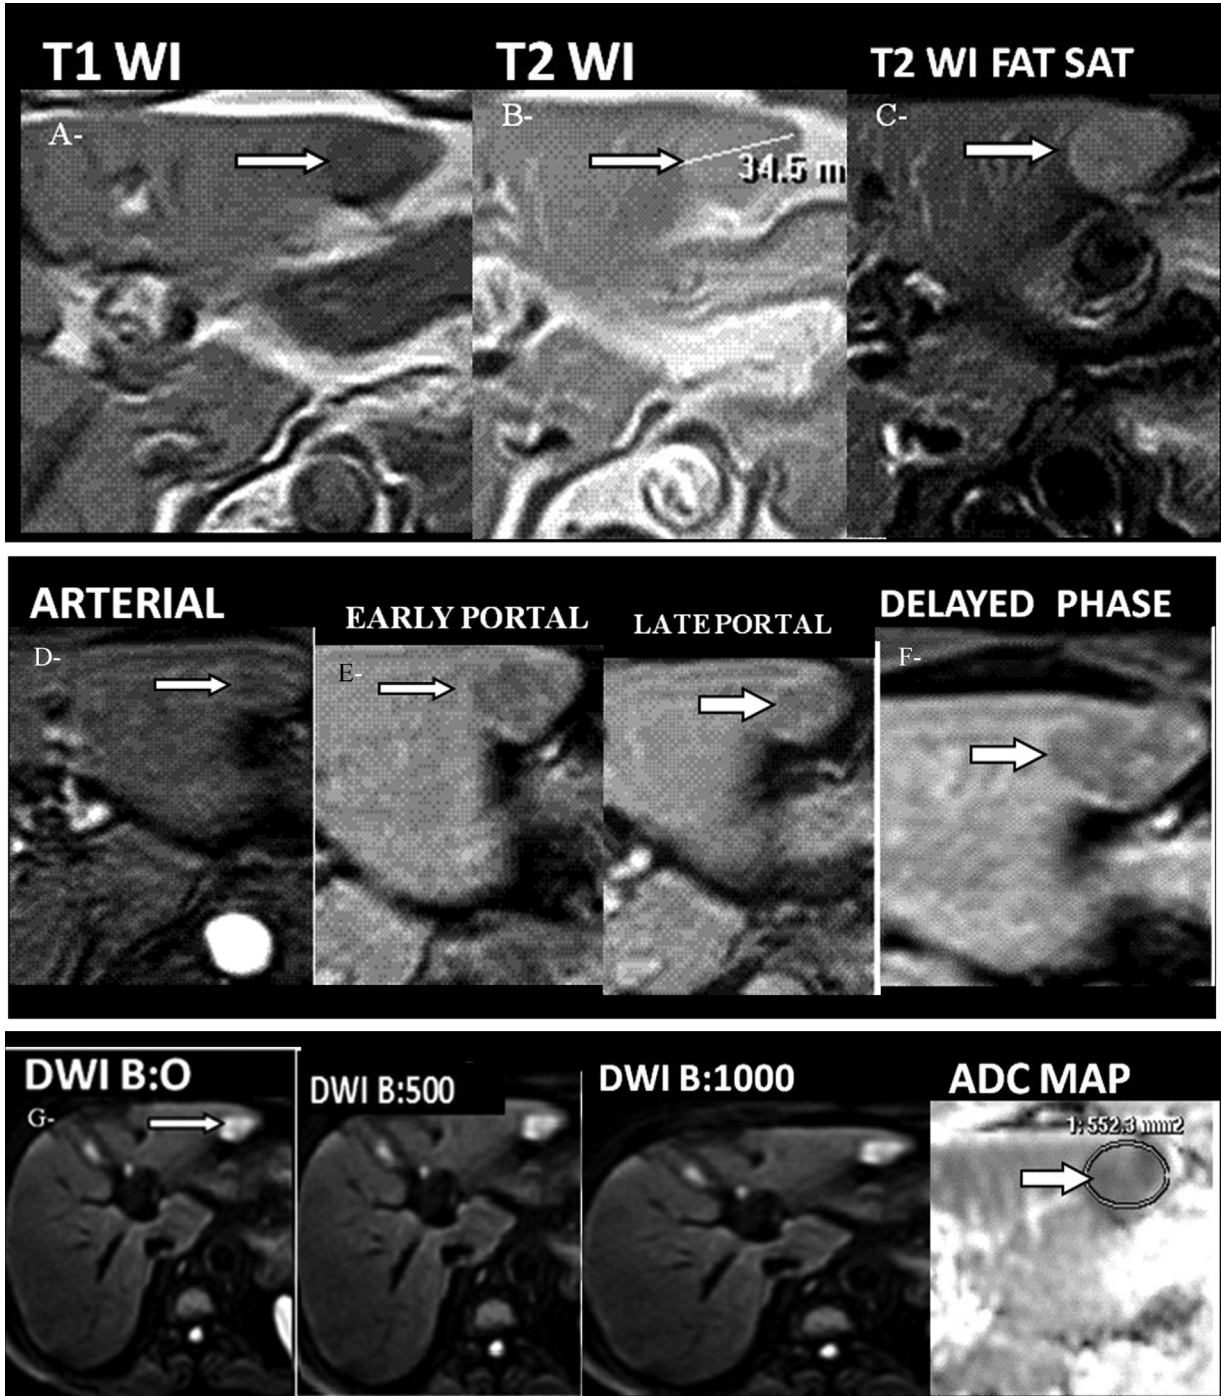 T1 WI
T2 WI
T2 WI FAT SAT
A-
B-
C-
34.5 m
ARTERIAL
EARLY PORTAL
LATE PORTAL
DELAYED PHASE
D-
E-
F-
DWI B:O
DWI B:500
DWI B:1000
ADC MAP
G-
1: 552.3 mm2